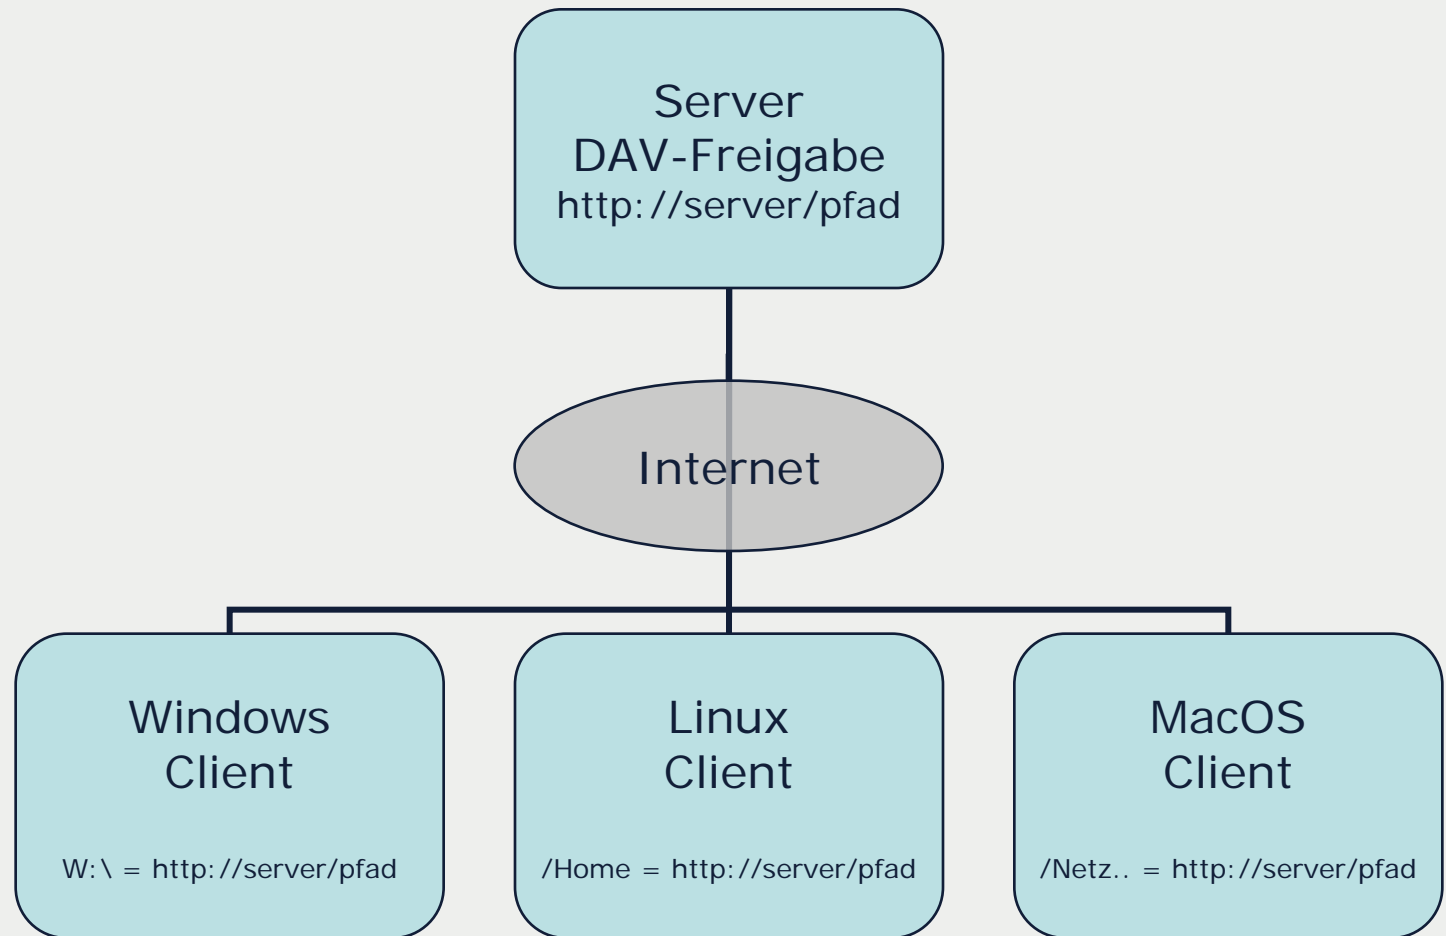 Server
DAV-Freigabe
http://server/pfad
Internet
Windows
Client
W:\ = http://server/pfad
Linux
Client
/Home = http://server/pfad
MacOS
Client
/Netz.. = http://server/pfad